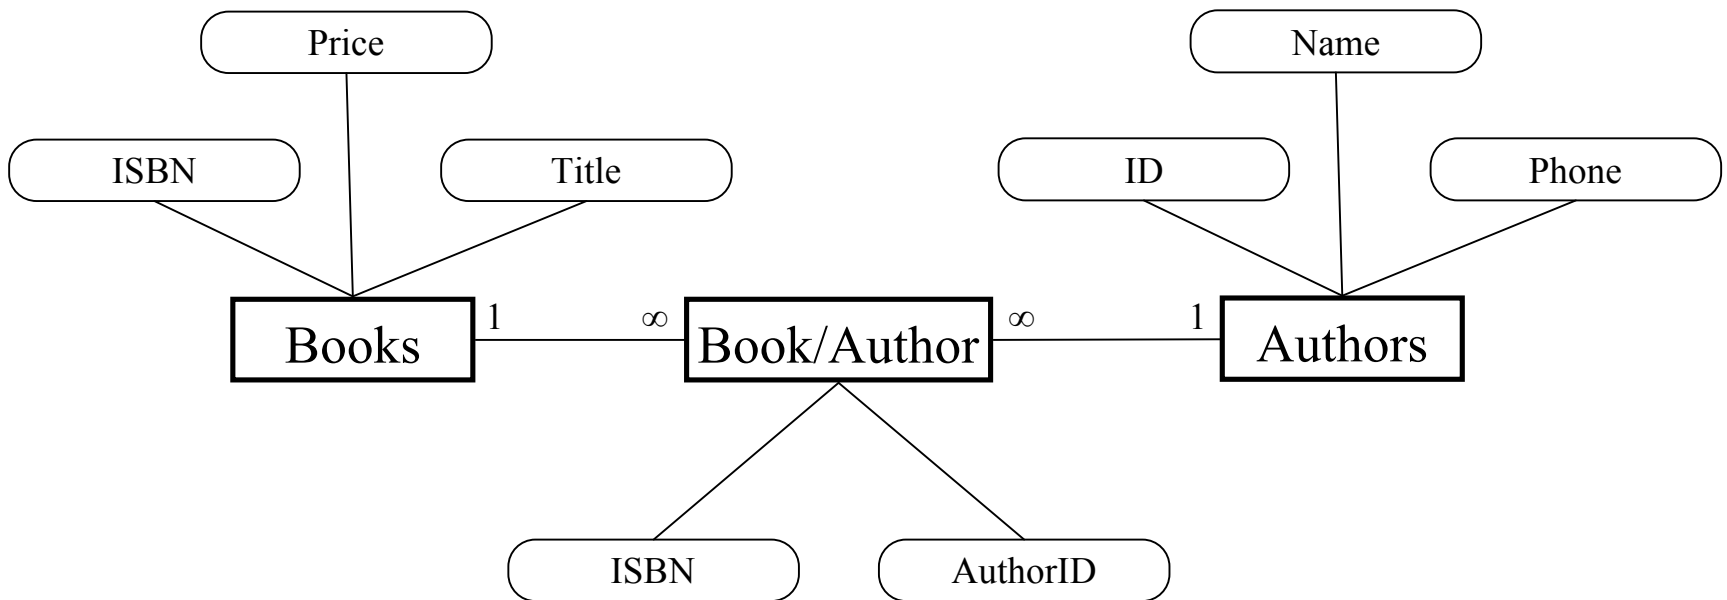 Price
Name
ISBN
Title
ID
Phone
Books
1
∞
Book/Author
∞
1
Authors
ISBN
AuthorID